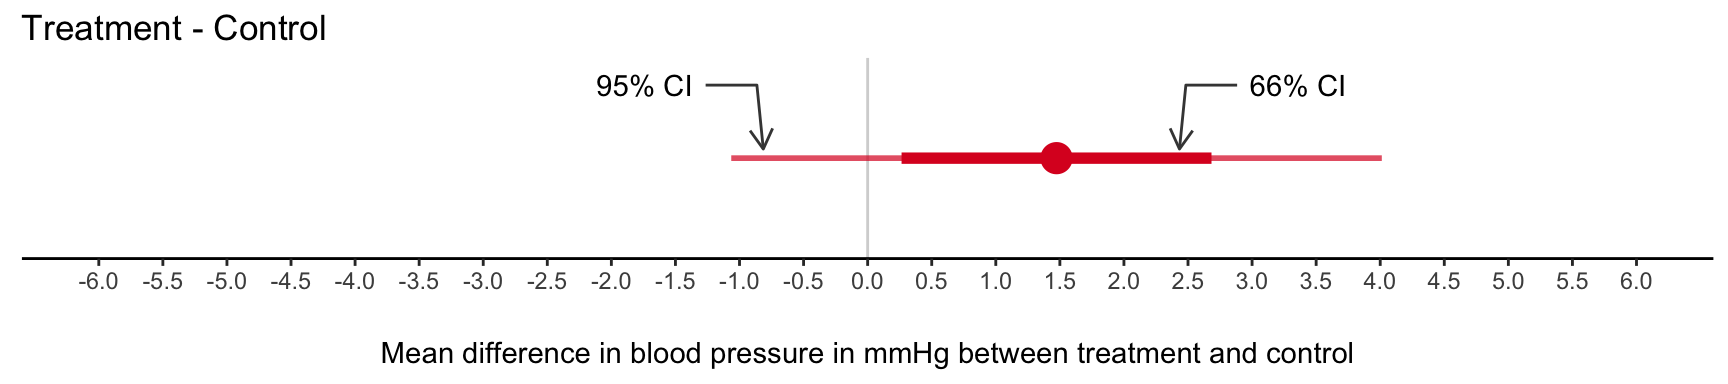 Treatment - Control
95% CI
66% CI
-6.0 -5.5 -5.0 -4.5 -4.0 -3.5 -3.0 -2.5 -2.0 -1.5 -1.0 -0.5 0.0 0.5 1.0 1.5 2.0 2.5 3.0 3.5 4.0 4.5 5.0 5.5 6.0
Mean difference in blood pressure in mmHg between treatment and control